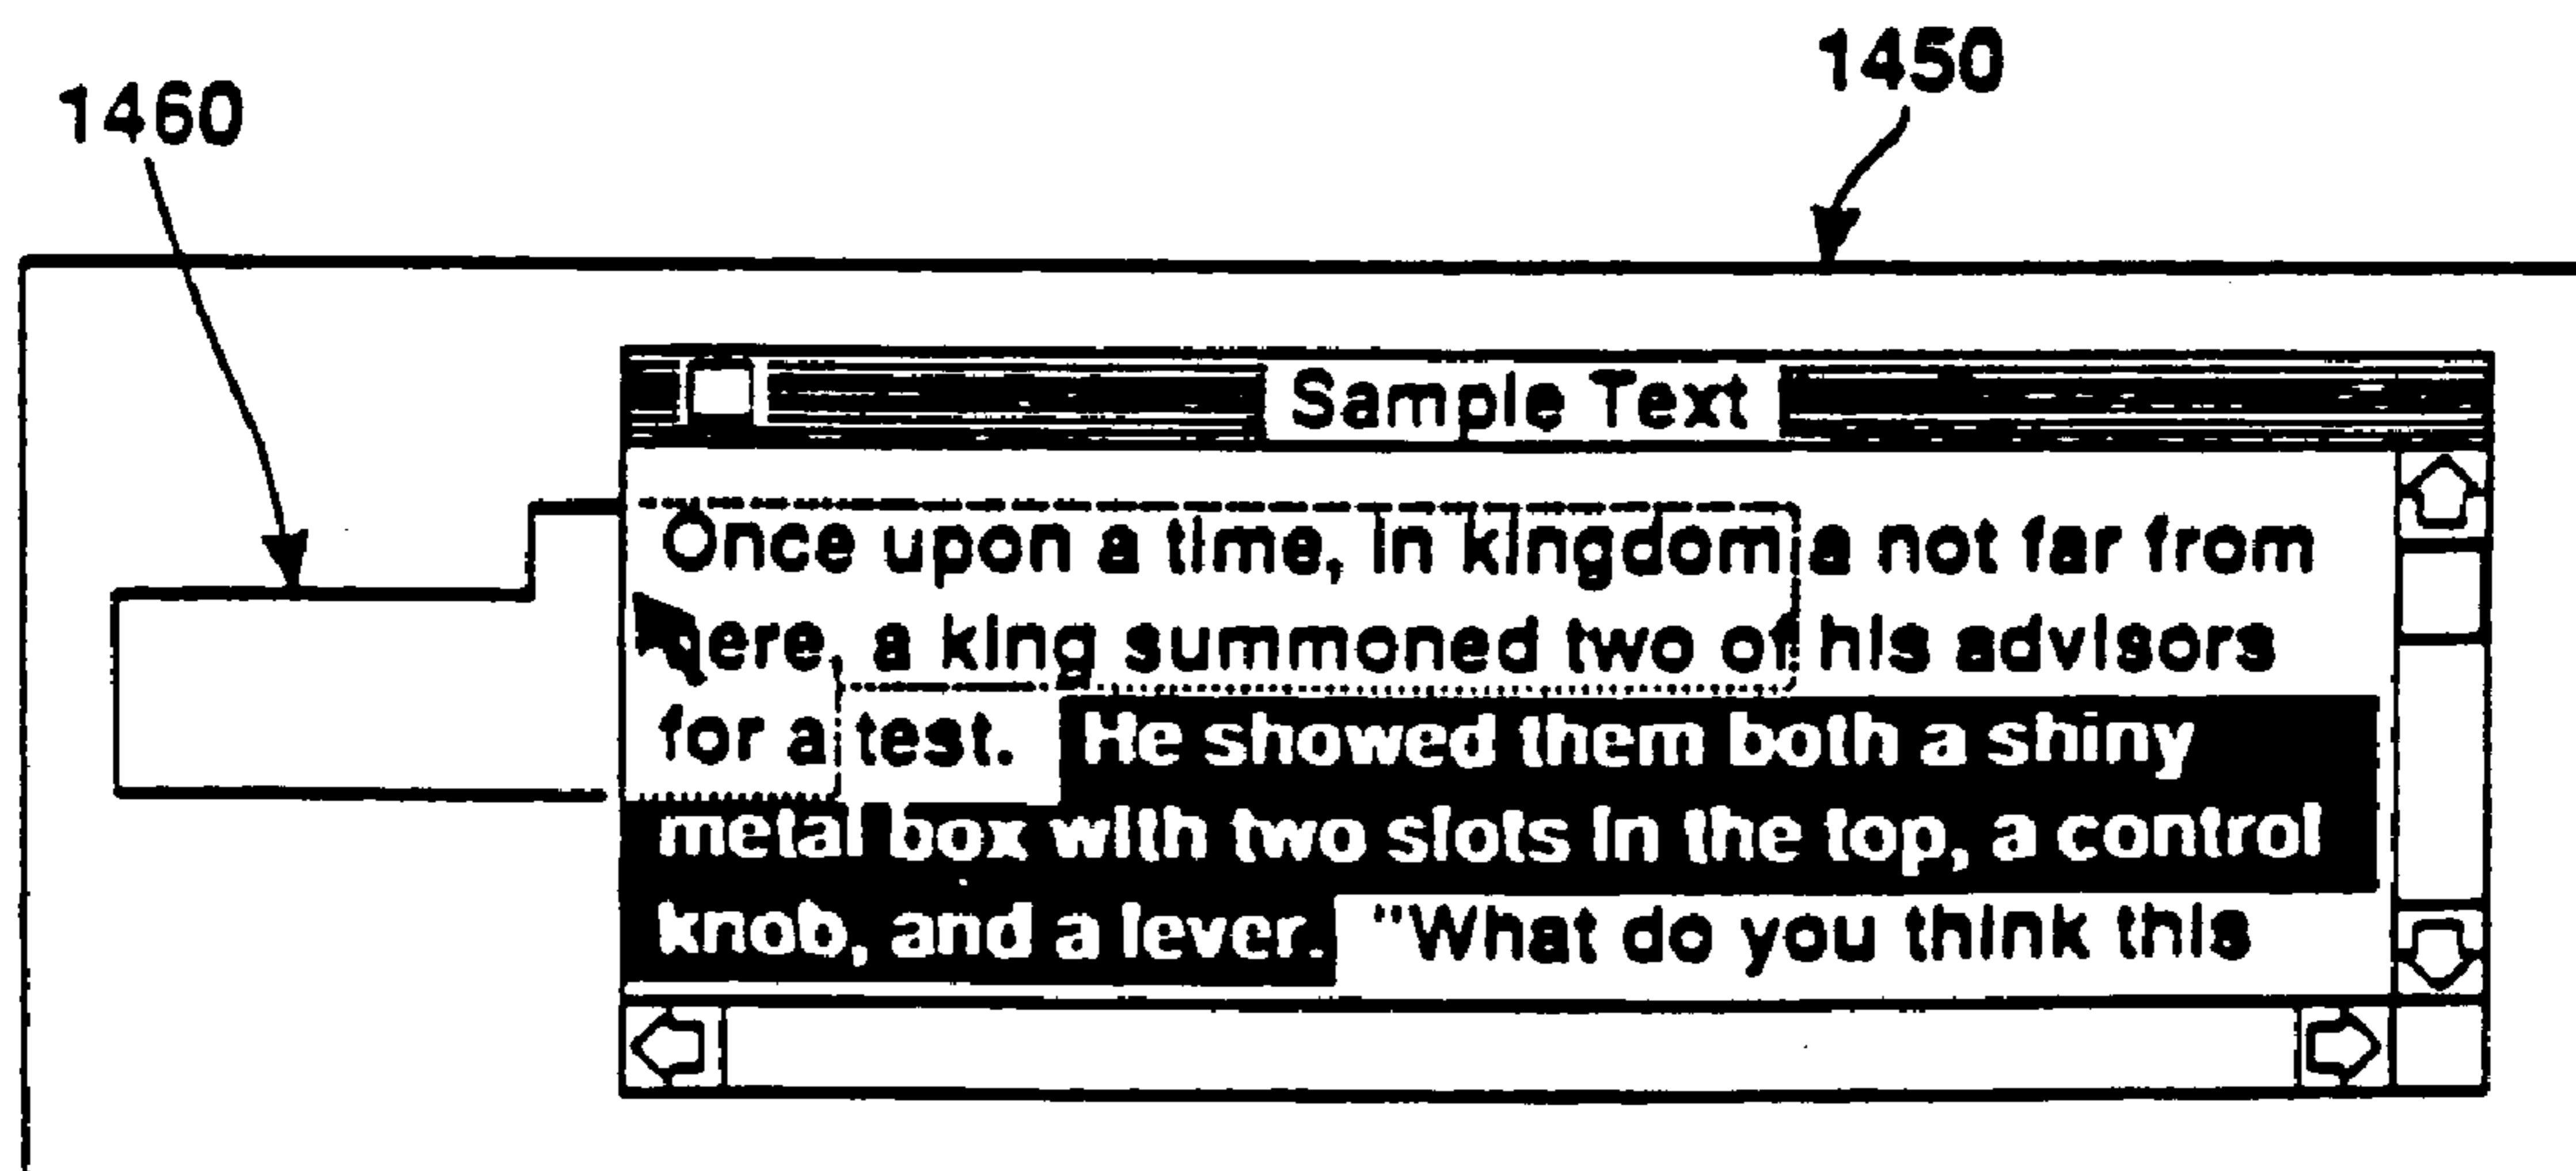 1450
1460
Sample Text
Once upon a time, in kingdom a not far from
here, a king summoned two of his advisors
for a test. He showed them both a shiny
metal box with two slots in the top, a control
knob, and a lever. "What do you think this